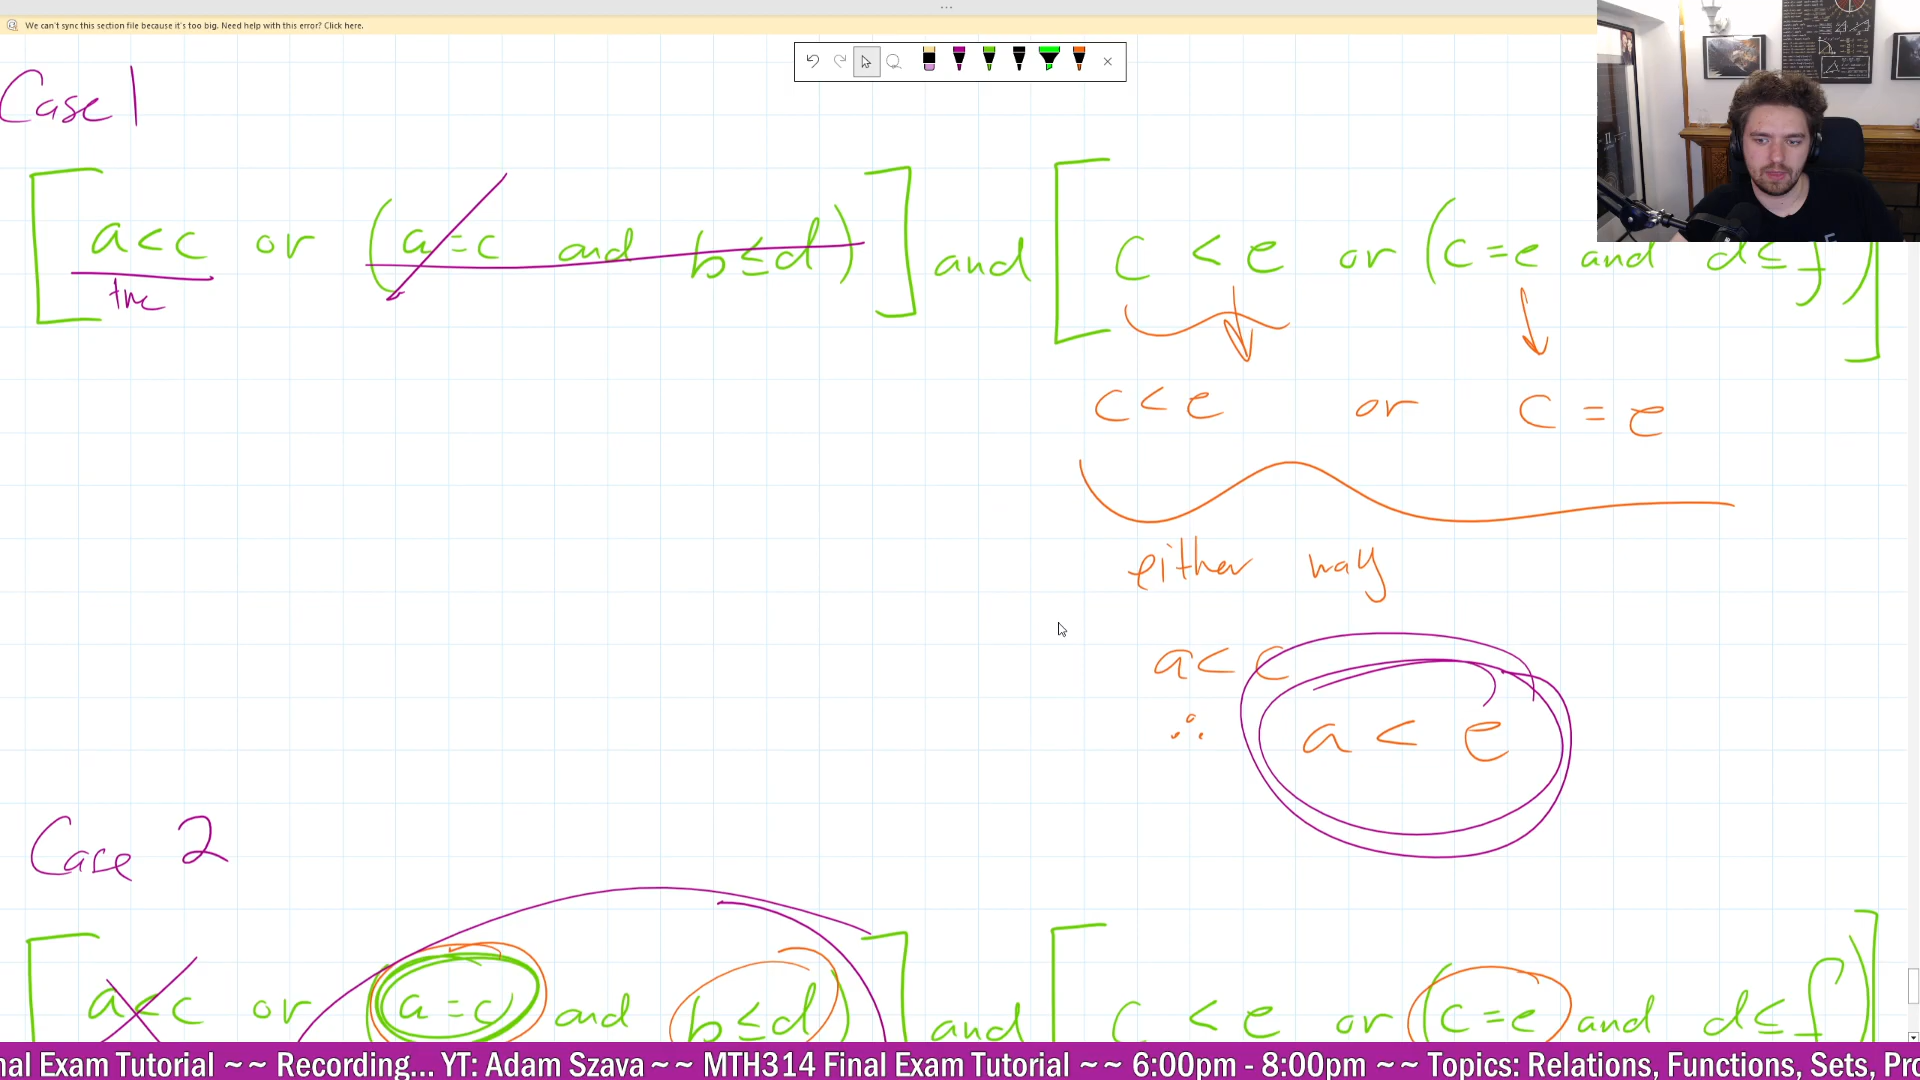 We can't sync this section file because it's too big. Need help with this error? Click here.
Case 1
[ a < c or (a = c and b ≤ d) ] and [ c < e or (c = e and d ≤ f) ]
true
c < e or c = e
either way
a < c
∴ a < e
Case 2
[ a < c or (a = c and b ≤ d) ] and [ c < e or (c = e and d ≤ f) ]
nal Exam Tutorial ~~ Recording... YT: Adam Szava ~~ MTH314 Final Exam Tutorial ~~ 6:00pm - 8:00pm ~~ Topics: Relations, Functions, Sets, Pro